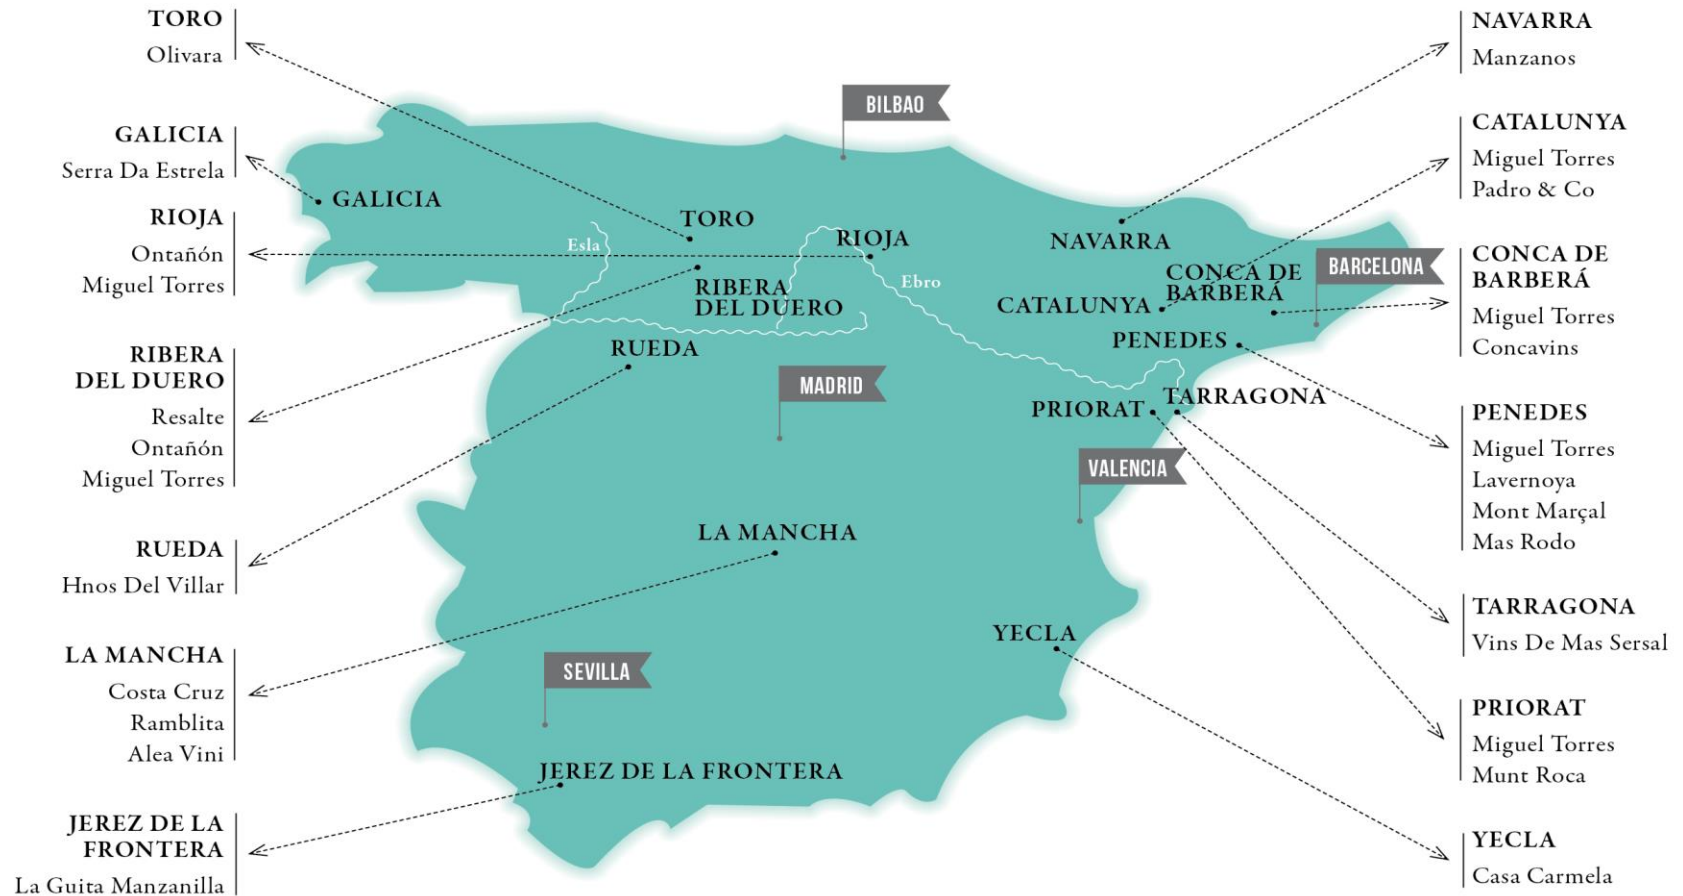 TORO
Olivara
GALICIA
Serra Da Estrela
RIOJA
Ontañón
Miguel Torres
RIBERA
DEL DUERO
Resalte
Ontañón
Miguel Torres
RUEDA
Hnos Del Villar
LA MANCHA
Costa Cruz
Ramblita
Alea Vini
JEREZ DE LA
FRONTERA
La Guita Manzanilla
BILBAO
GALICIA
TORO
Esla
RIOJA
NAVARRA
RIBERA
DEL DUERO
Ebro
CONCA DE
BARBERÁ
CATALUNYA
BARCELONA
PENEDES
RUEDA
MADRID
PRIORAT
TARRAGONA
VALENCIA
LA MANCHA
YECLA
SEVILLA
JEREZ DE LA FRONTERA
NAVARRA
Manzanos
CATALUNYA
Miguel Torres
Padro & Co
CONCA DE
BARBERÁ
Miguel Torres
Concavins
PENEDES
Miguel Torres
Lavernoya
Mont Marçal
Mas Rodo
TARRAGONA
Vins De Mas Sersal
PRIORAT
Miguel Torres
Munt Roca
YECLA
Casa Carmela